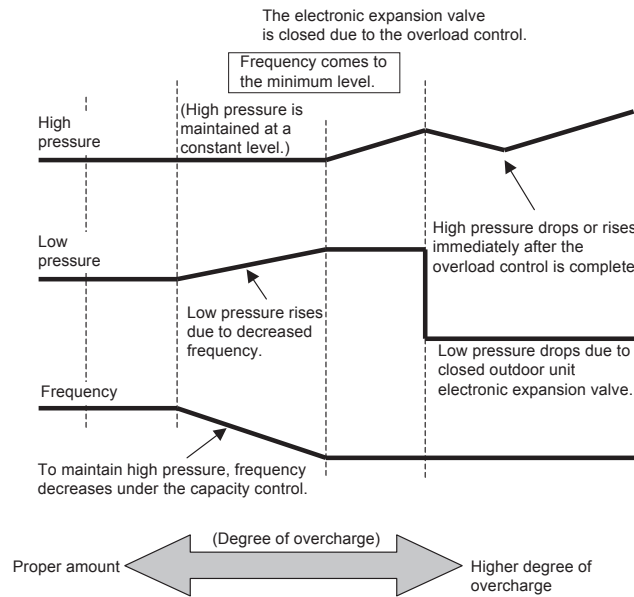 The electronic expansion valve
is closed due to the overload control.
Frequency comes to
the minimum level.
(High pressure is
maintained at a
constant level.)
High
pressure
High pressure drops or rises
immediately after the
overload control is complete
Low
pressure
Low pressure rises
due to decreased
frequency.
Low pressure drops due to
closed outdoor unit
electronic expansion valve.
Frequency
To maintain high pressure, frequency
decreases under the capacity control.
(Degree of overcharge)
Proper amount
Higher degree of
overcharge